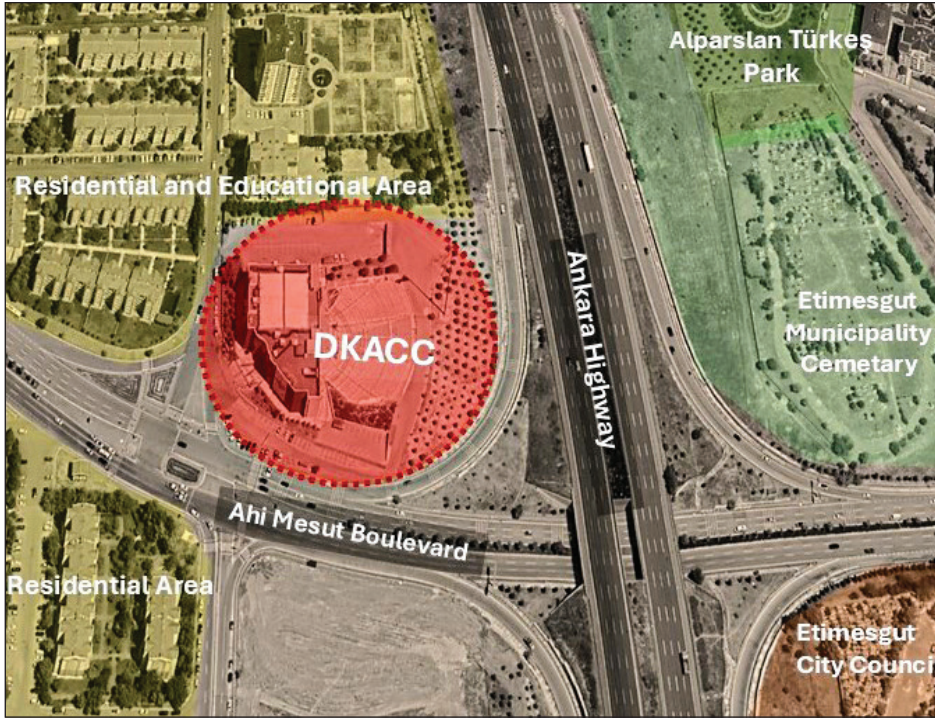 Alparslan Türkeş
Park
Residential and Educational Area
DKACC
Ankara Highway
Etimesgut
Municipality
Cemetary
Ahi Mesut Boulevard
Residential Area
Etimesgut
City Counci